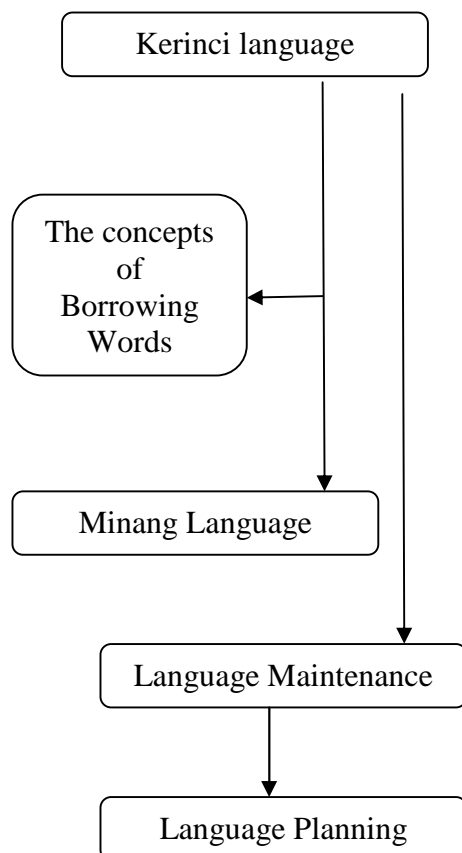 Kerinci language
The concepts
of
Borrowing
Words
Minang Language
Language Maintenance
Language Planning